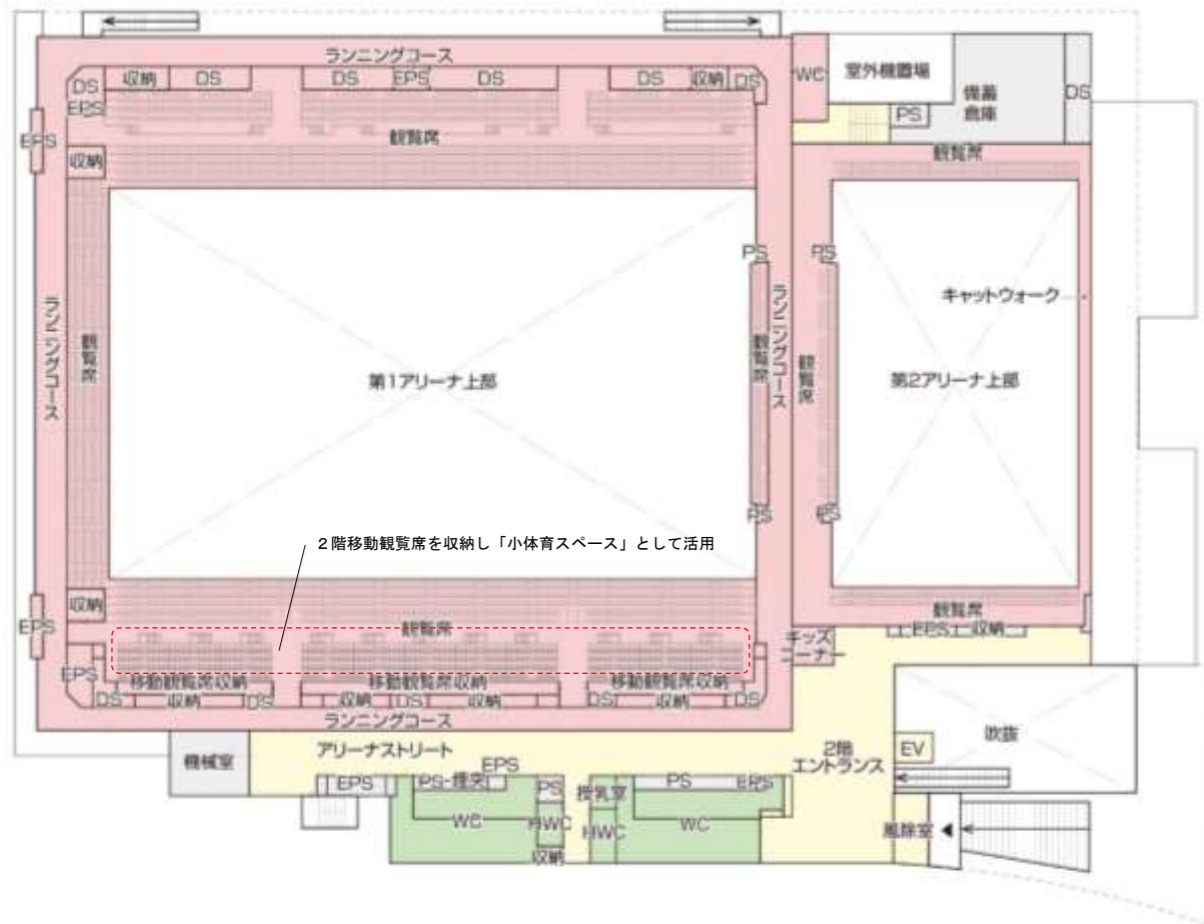 ランニングコース
DS
収納
DS
DS
EPS
DS
DS
収納
DS
WC
室外機置場
備蓄
倉庫
DS
EPS
PS
EPS
観覧席
収納
観覧席
PS
PS
キャットウォーク
ランニングコース
観覧席
第1アリーナ上部
観覧席
ランニングコース
観覧席
第2アリーナ上部
PS
PS
2階移動観覧席を収納し「小体育スペース」として活用
収納
EPS
観覧席
観覧席
EPS
収納
キッズ
コーナー
EPS
移動観覧席収納
移動観覧席収納
移動観覧席収納
DS
収納
DS
収納
DS
収納
DS
収納
DS
ランニングコース
機械室
アリーナストリート
EPS
2階
エントランス
EV
吹抜
EPS
PS・煙突
PS
授乳室
PS
EPS
WC
HWC
HWC
WC
風除室
収納